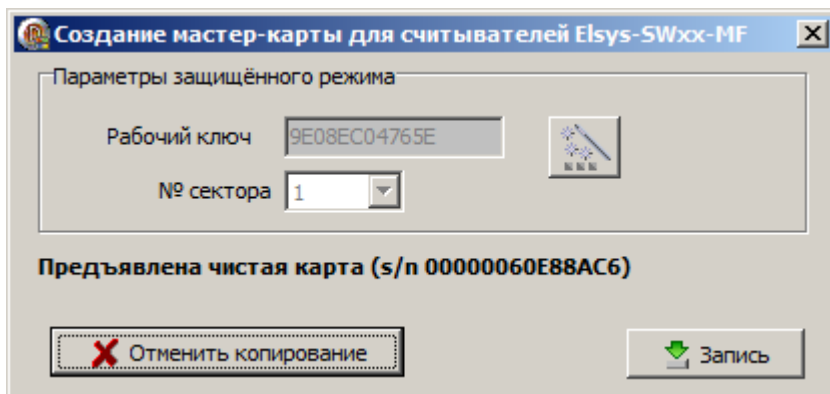 Создание мастер-карты для считывателей Elsys-SWxx-MF
Параметры защищённого режима
Рабочий ключ 9E08EC04765E
№ сектора 1
Предъявлена чистая карта (s/n 00000060E88AC6)
Отменить копирование Запись